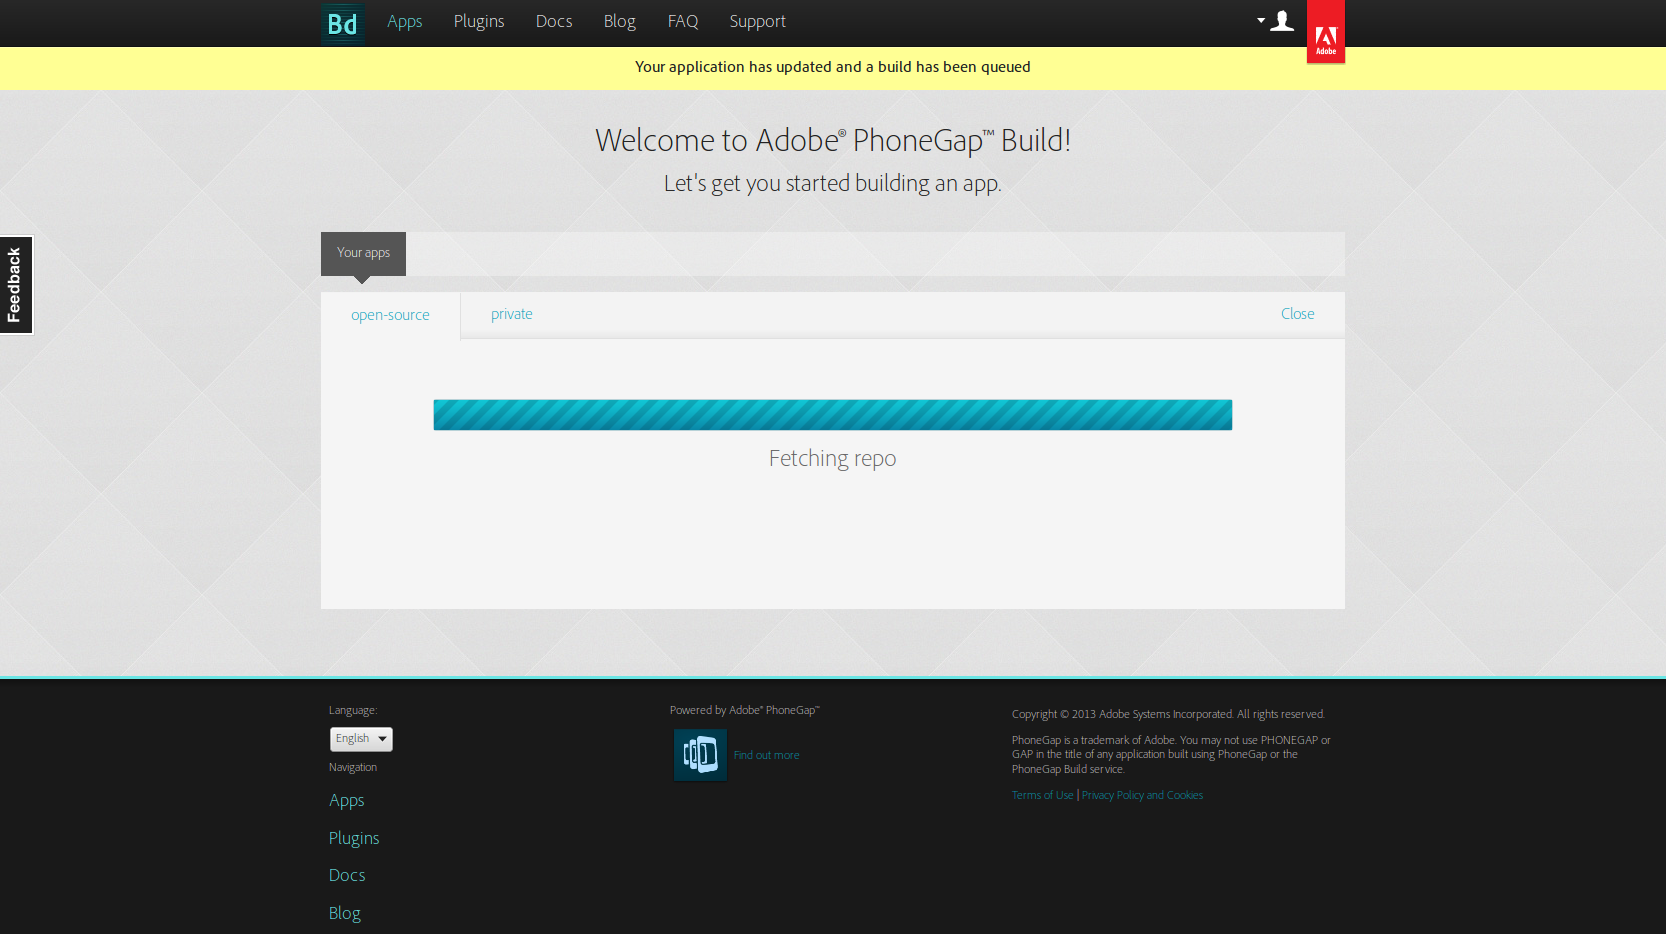 Bd Apps Plugins Docs Blog FAQ Support
Adobe
Your application has updated and a build has been queued
Welcome to Adobe® PhoneGap™ Build!
Let's get you started building an app.
Feedback
Your apps
open-source private Close
Fetching repo
Language:
English
Navigation
Apps
Plugins
Docs
Blog
Powered by Adobe® PhoneGap™
Find out more
Copyright © 2013 Adobe Systems Incorporated. All rights reserved.
PhoneGap is a trademark of Adobe. You may not use PHONEGAP or
GAP in the title of any application built using PhoneGap or the
PhoneGap Build service.
Terms of Use | Privacy Policy and Cookies